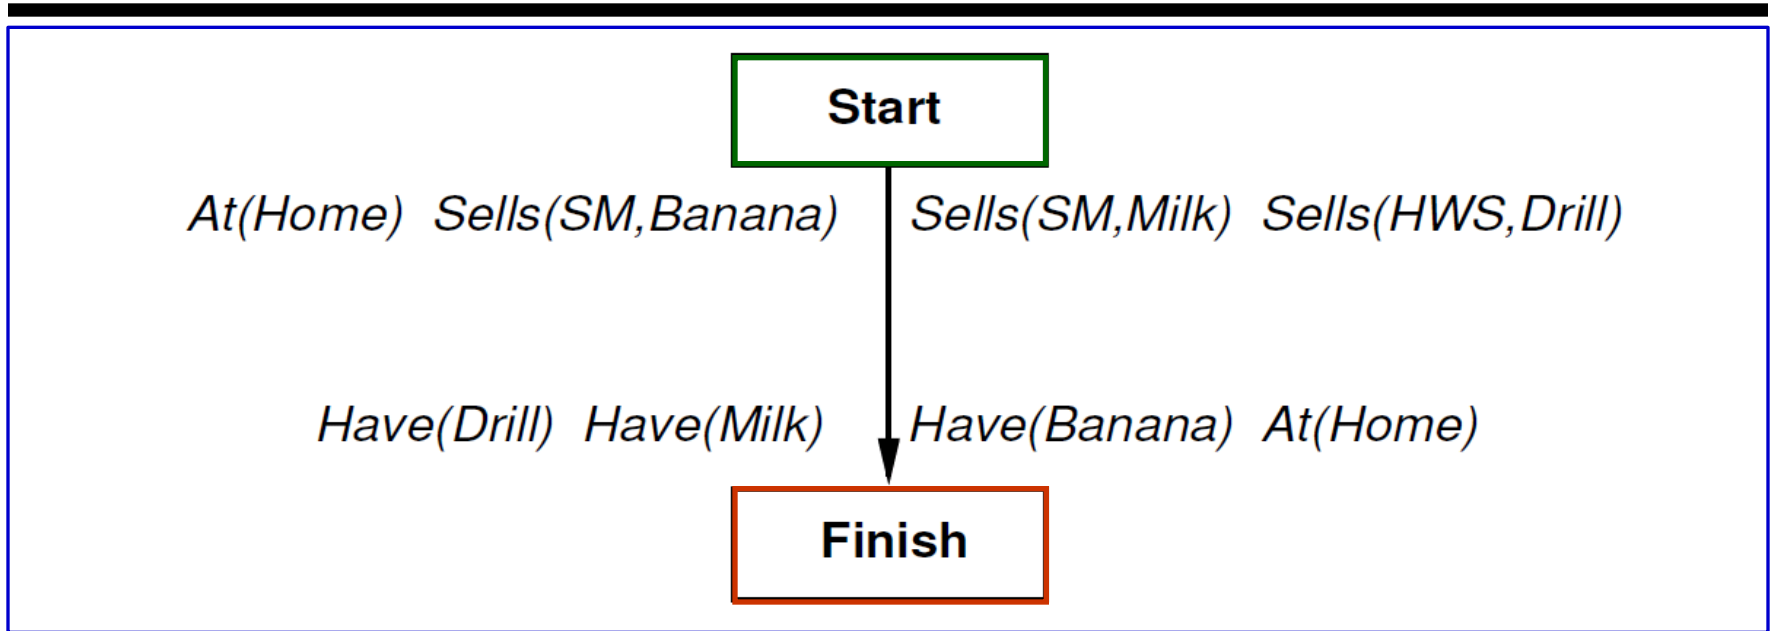 Start
At(Home) Sells(SM,Banana) Sells(SM,Milk) Sells(HWS,Drill)
Have(Drill) Have(Milk) Have(Banana) At(Home)
Finish